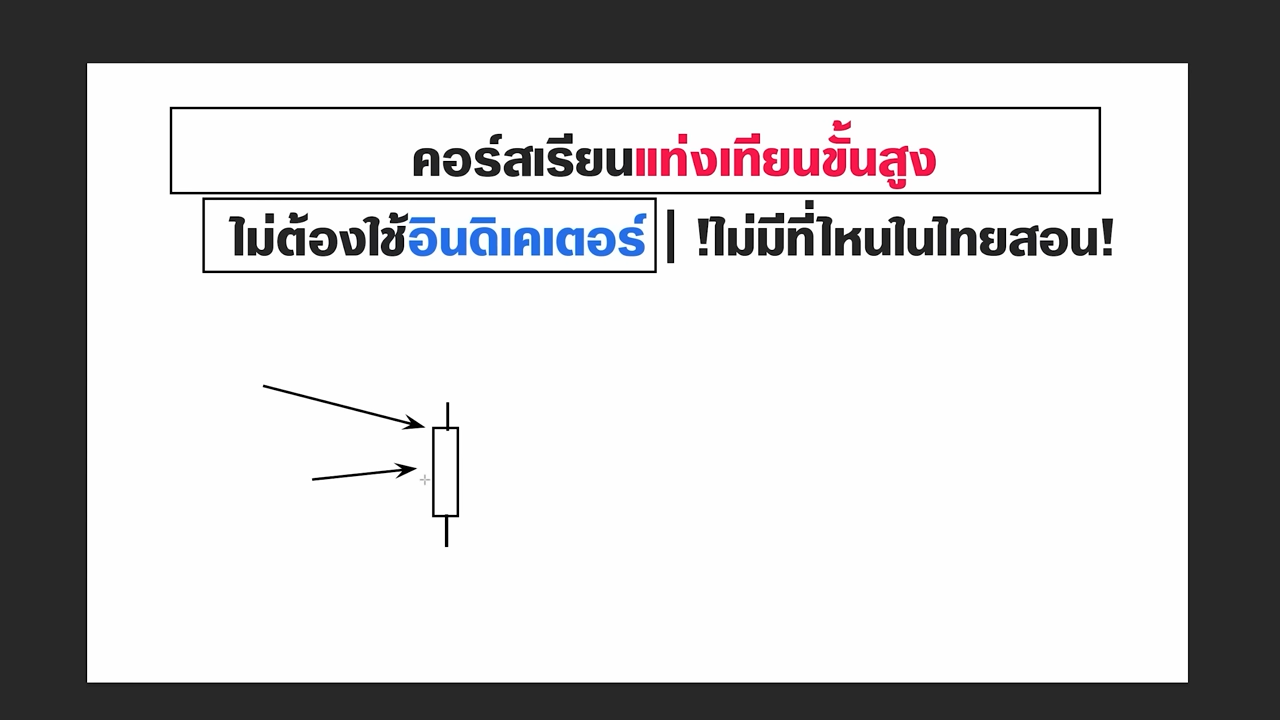 คอร์สเรียนแท่งเทียนขั้นสูง
ไม่ต้องใช้อินดิเคเตอร์ | !ไม่มีที่ไหนในไทยสอน!